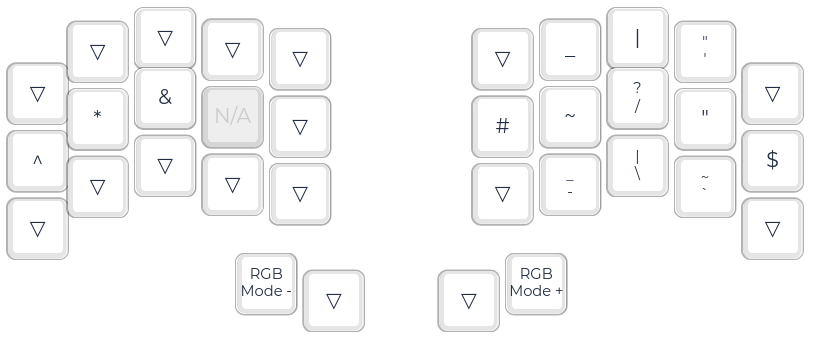 ▽ ▽ ▽ ▽ ▽ ▽ _ | "
' ▽
^ * & N/A ▽ # ~ ?
/ " $
▽ ▽ ▽ ▽ ▽ ▽ _
- |
\ ~
` ▽
RGB
Mode -
▽
▽
RGB
Mode +